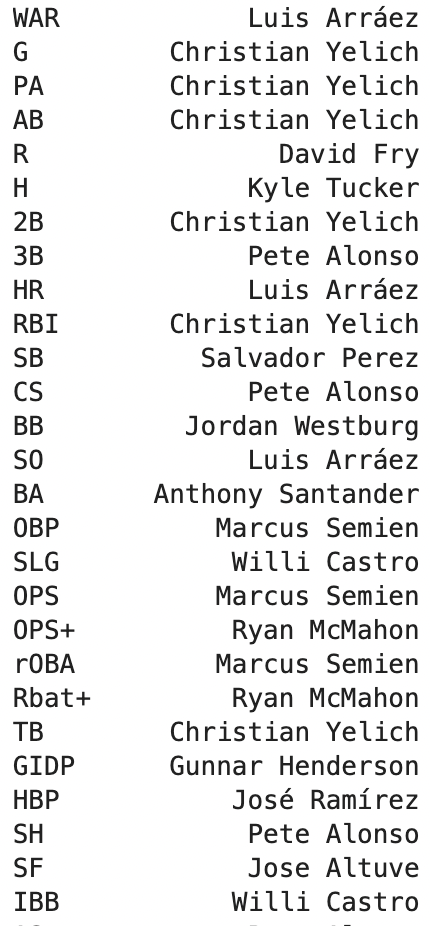 WAR Luis Arráez
G Christian Yelich
PA Christian Yelich
AB Christian Yelich
R David Fry
H Kyle Tucker
2B Christian Yelich
3B Pete Alonso
HR Luis Arráez
RBI Christian Yelich
SB Salvador Perez
CS Pete Alonso
BB Jordan Westburg
SO Luis Arráez
BA Anthony Santander
OBP Marcus Semien
SLG Willi Castro
OPS Marcus Semien
OPS+ Ryan McMahon
rOBA Marcus Semien
Rbat+ Ryan McMahon
TB Christian Yelich
GIDP Gunnar Henderson
HBP José Ramírez
SH Pete Alonso
SF Jose Altuve
IBB Willi Castro